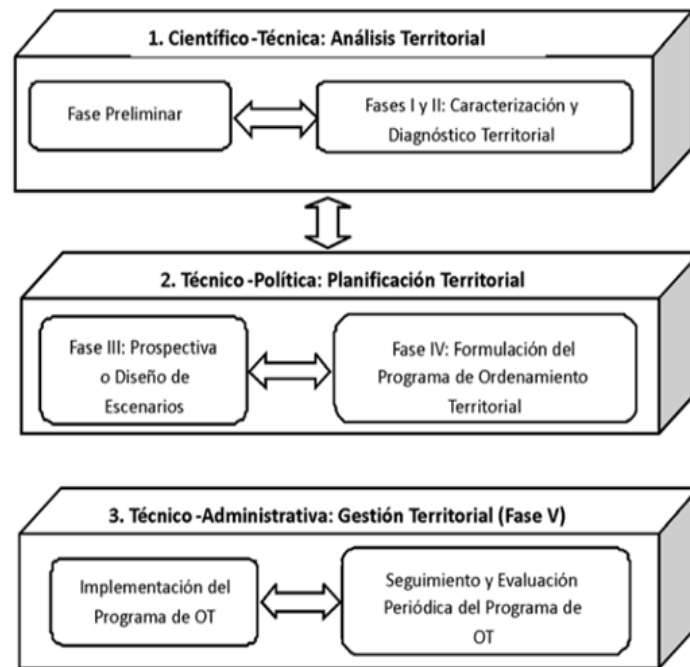 1. Científico-Técnica: Análisis Territorial
Fase Preliminar
Fases I y II: Caracterización y
Diagnóstico Territorial
2. Técnico -Política: Planificación Territorial
Fase III: Prospectiva
o Diseño de
Escenarios
Fase IV: Formulación del
Programa de Ordenamiento
Territorial
3. Técnico -Administrativa: Gestión Territorial (Fase V)
Implementación del
Programa de OT
Seguimiento y Evaluación
Periódica del Programa de
OT